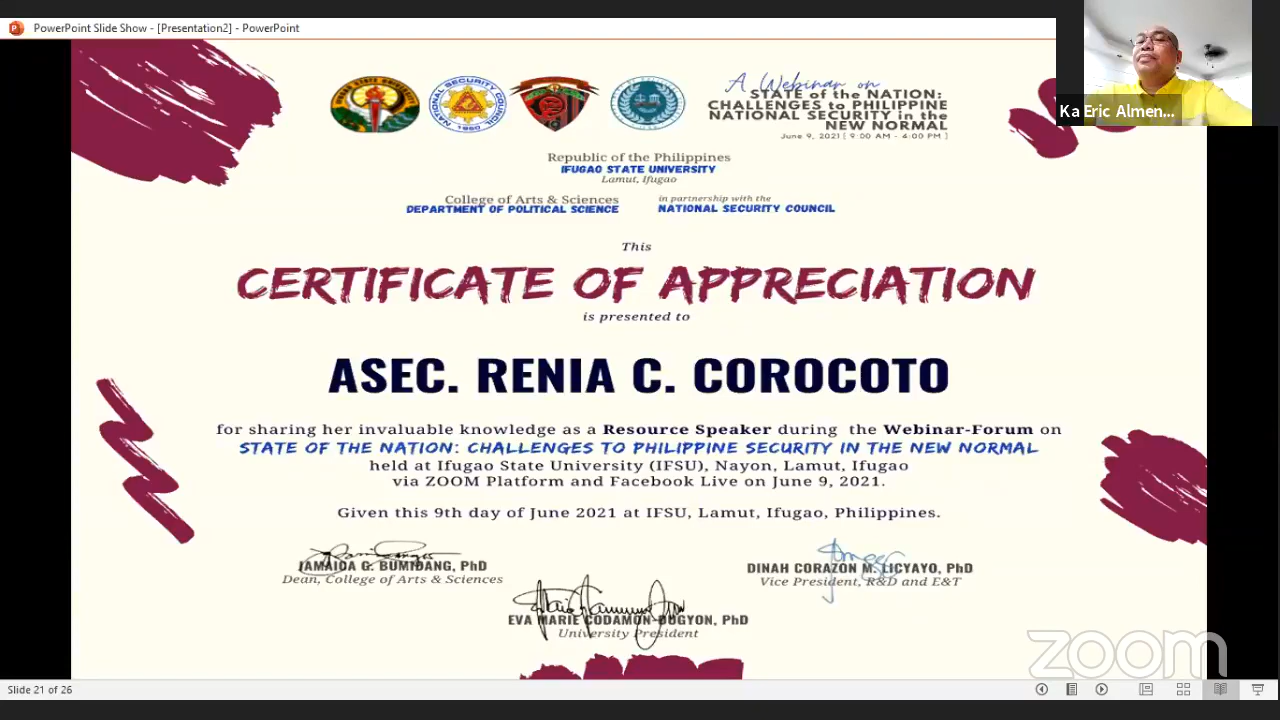 PowerPoint Slide Show - [Presentation2] - PowerPoint
Ka Eric Almen...
A Webinar on
STATE of the NATION:
CHALLENGES to PHILIPPINE
NATIONAL SECURITY in the
NEW NORMAL
June 9, 2021 [ 9:00 AM - 4:00 PM ]
Republic of the Philippines
IFUGAO STATE UNIVERSITY
Lamut, Ifugao
College of Arts & Sciences
DEPARTMENT OF POLITICAL SCIENCE
in partnership with the
NATIONAL SECURITY COUNCIL
This
CERTIFICATE OF APPRECIATION
is presented to
ASEC. RENIA C. COROCOTO
for sharing her invaluable knowledge as a Resource Speaker during the Webinar-Forum on
STATE OF THE NATION: CHALLENGES TO PHILIPPINE SECURITY IN THE NEW NORMAL
held at Ifugao State University (IFSU), Nayon, Lamut, Ifugao
via ZOOM Platform and Facebook Live on June 9, 2021.
Given this 9th day of June 2021 at IFSU, Lamut, Ifugao, Philippines.
JAMAICA G. BUMIDANG, PhD
Dean, College of Arts & Sciences
DINAH CORAZON M. LICYAYO, PhD
Vice President, R&D and E&T
EVA MARIE CODAMON-DUGYON, PhD
University President
zoom
Slide 21 of 26